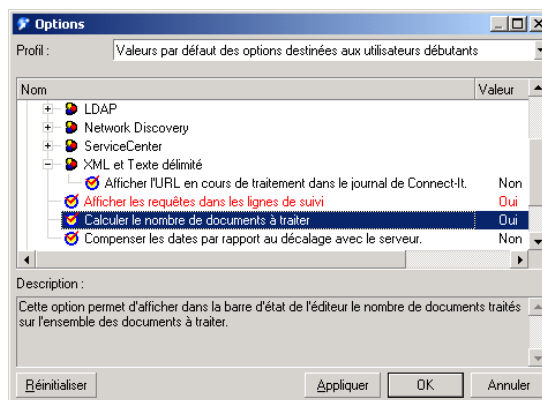 Options
Profil : Valeurs par défaut des options destinées aux utilisateurs débutants
Nom Valeur
LDAP
Network Discovery
ServiceCenter
XML et Texte délimité
Afficher l'URL en cours de traitement dans le journal de Connect-It. Non
Afficher les requêtes dans les lignes de suivi Oui
Calculer le nombre de documents à traiter Oui
Compenser les dates par rapport au décalage avec le serveur. Non
Description :
Cette option permet d'afficher dans la barre d'état de l'éditeur le nombre de documents traités
sur l'ensemble des documents à traiter.
Réinitialiser Appliquer OK Annuler